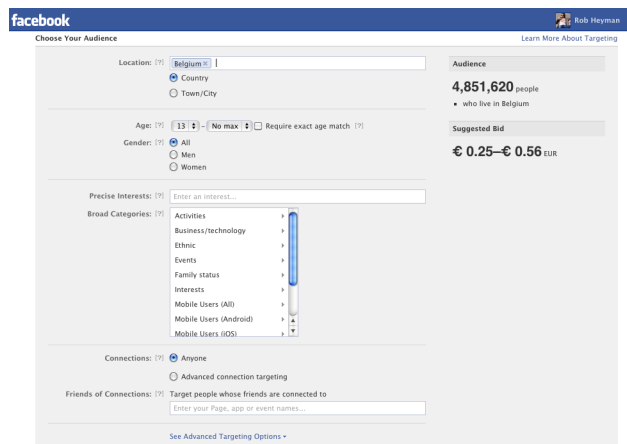 facebook
Rob Heyman
Choose Your Audience
Learn More About Targeting
Location: [?] Belgium ×
Country
Town/City
Age: [?] 13 - No max Require exact age match [?]
Gender: [?] All
Men
Women
Precise Interests: [?] Enter an interest...
Broad Categories: [?] Activities
Business/technology
Ethnic
Events
Family status
Interests
Mobile Users (All)
Mobile Users (Android)
Mobile Users (iOS)
Connections: [?] Anyone
Advanced connection targeting
Friends of Connections: [?] Target people whose friends are connected to
Enter your Page, app or event names...
See Advanced Targeting Options
Audience
4,851,620 people
who live in Belgium
Suggested Bid
€ 0.25–€ 0.56 EUR